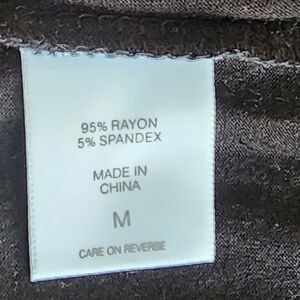 95% RAYON
5% SPANDEX
MADE IN
CHINA
M
CARE ON REVERSE